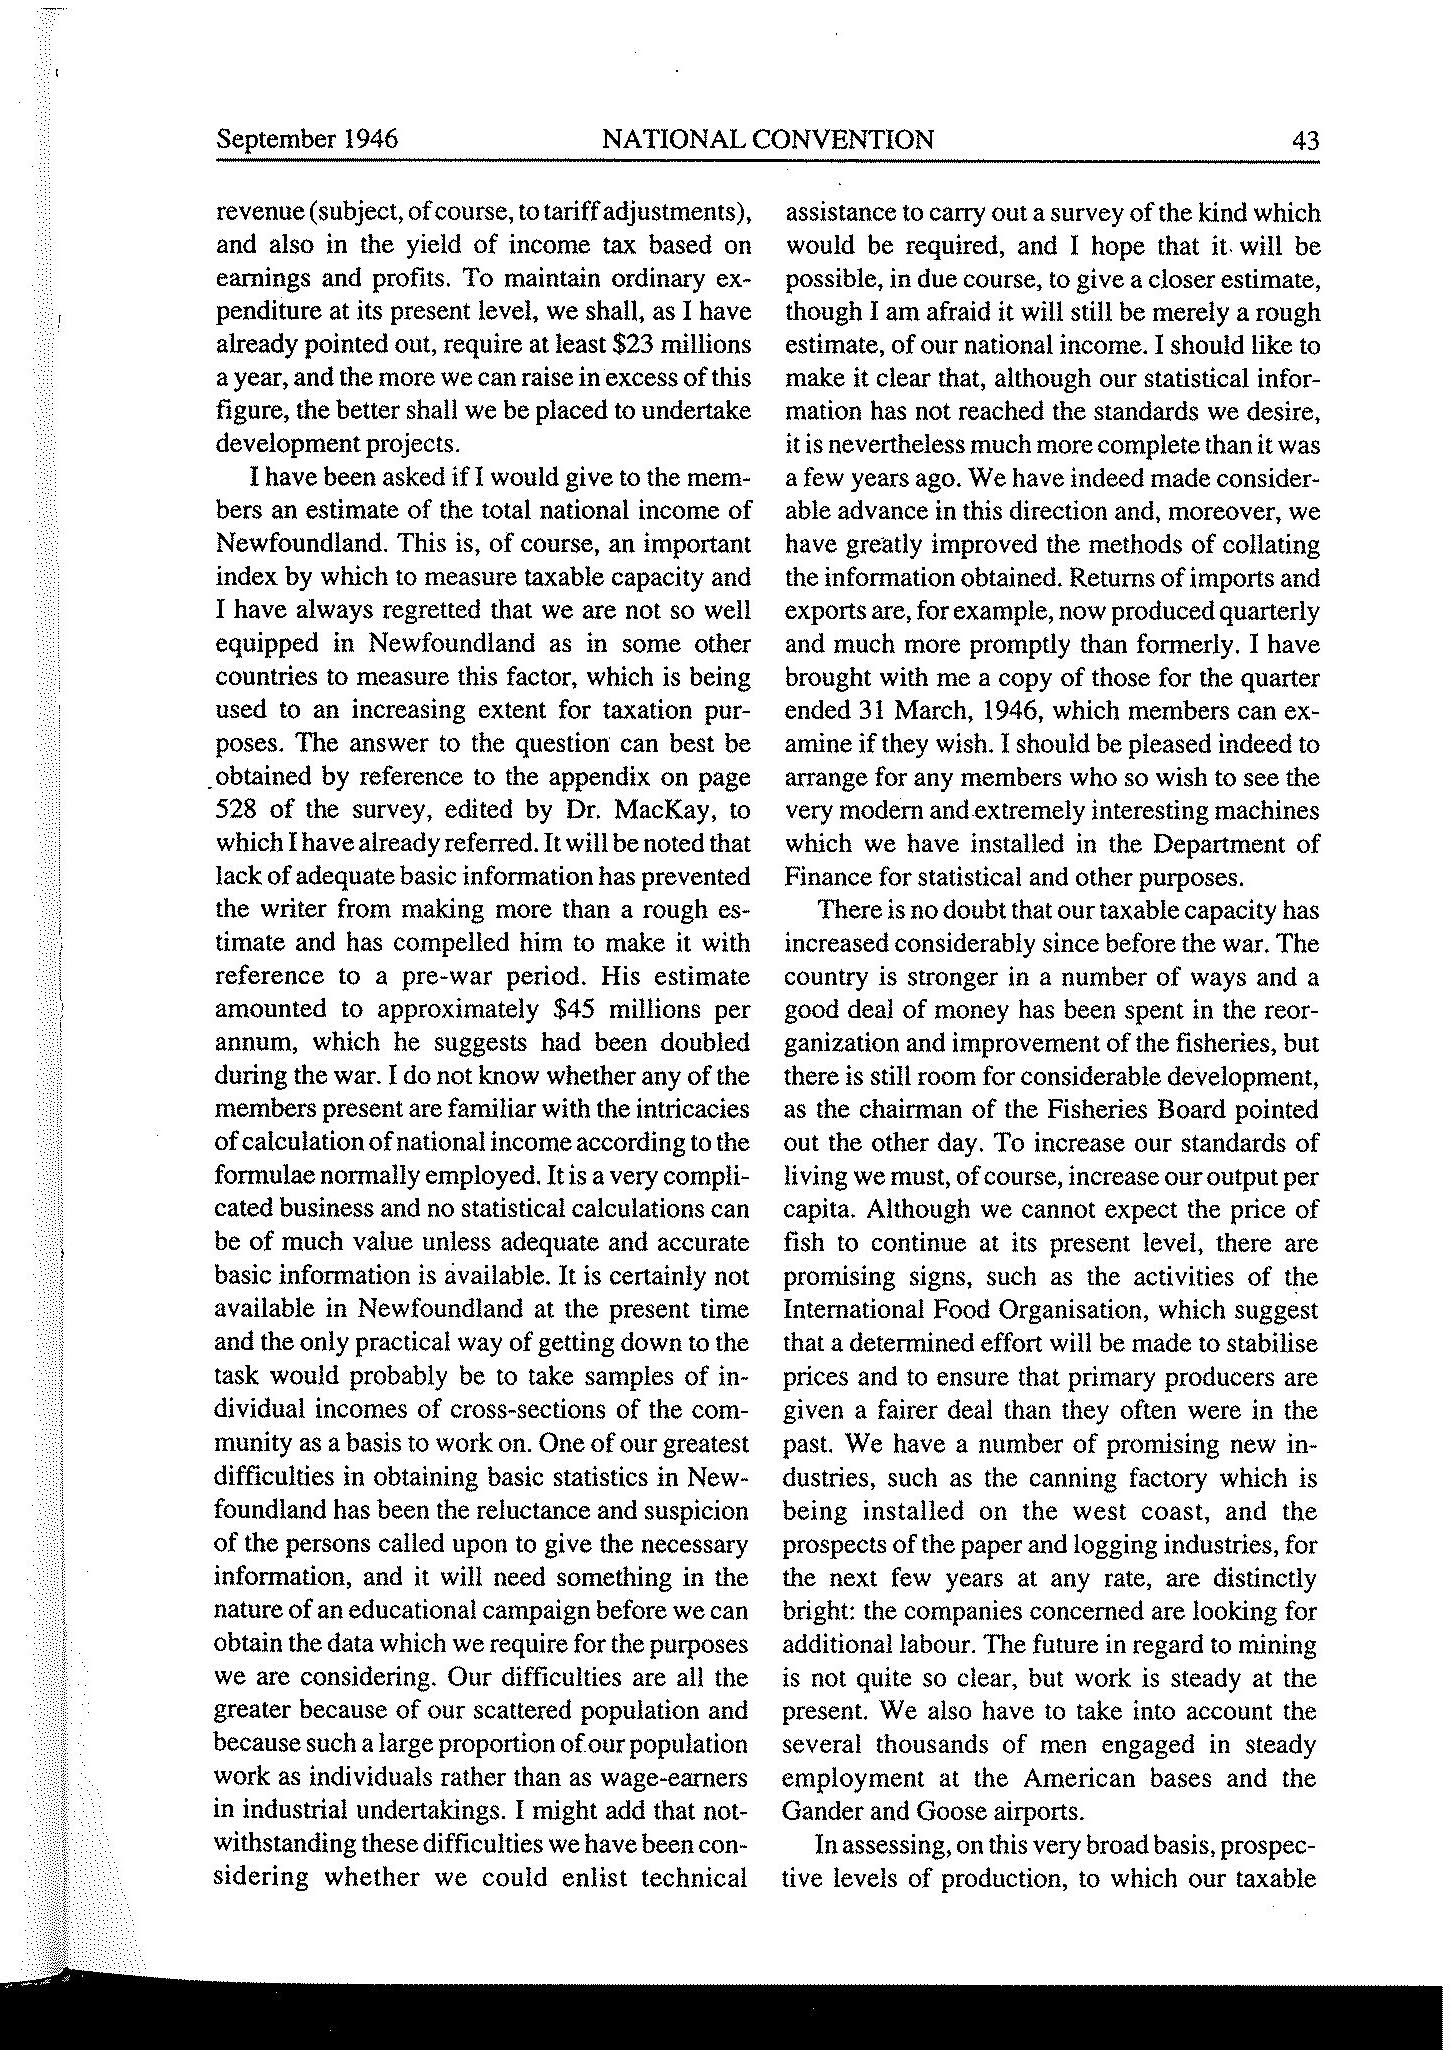 September 1946 NATIONAL CONVENTION 43
revenue (subject, of course, to tariff adjustments),
and also in the yield of income tax based on
earnings and profits. To maintain ordinary ex-
penditure at its present level, we shall, as I have
already pointed out, require at least $23 millions
a year, and the more we can raise in excess of this
figure, the better shall we be placed to undertake
development projects.
I have been asked if I would give to the mem-
bers an estimate of the total national income of
Newfoundland. This is, of course, an important
index by which to measure taxable capacity and
I have always regretted that we are not so well
equipped in Newfoundland as in some other
countries to measure this factor, which is being
used to an increasing extent for taxation pur-
poses. The answer to the question can best be
obtained by reference to the appendix on page
528 of the survey, edited by Dr. MacKay, to
which I have already referred. It will be noted that
lack of adequate basic information has prevented
the writer from making more than a rough es-
timate and has compelled him to make it with
reference to a pre-war period. His estimate
amounted to approximately $45 millions per
annum, which he suggests had been doubled
during the war. I do not know whether any of the
members present are familiar with the intricacies
of calculation of national income according to the
formulae normally employed. It is a very compli-
cated business and no statistical calculations can
be of much value unless adequate and accurate
basic information is available. It is certainly not
available in Newfoundland at the present time
and the only practical way of getting down to the
task would probably be to take samples of in-
dividual incomes of cross-sections of the com-
munity as a basis to work on. One of our greatest
difficulties in obtaining basic statistics in New-
foundland has been the reluctance and suspicion
of the persons called upon to give the necessary
information, and it will need something in the
nature of an educational campaign before we can
obtain the data which we require for the purposes
we are considering. Our difficulties are all the
greater because of our scattered population and
because such a large proportion of our population
work as individuals rather than as wage-earners
in industrial undertakings. I might add that not-
withstanding these difficulties we have been con-
sidering whether we could enlist technical
assistance to carry out a survey of the kind which
would be required, and I hope that it will be
possible, in due course, to give a closer estimate,
though I am afraid it will still be merely a rough
estimate, of our national income. I should like to
make it clear that, although our statistical infor-
mation has not reached the standards we desire,
it is nevertheless much more complete than it was
a few years ago. We have indeed made consider-
able advance in this direction and, moreover, we
have greatly improved the methods of collating
the information obtained. Returns of imports and
exports are, for example, now produced quarterly
and much more promptly than formerly. I have
brought with me a copy of those for the quarter
ended 31 March, 1946, which members can ex-
amine if they wish. I should be pleased indeed to
arrange for any members who so wish to see the
very modern and extremely interesting machines
which we have installed in the Department of
Finance for statistical and other purposes.
There is no doubt that our taxable capacity has
increased considerably since before the war. The
country is stronger in a number of ways and a
good deal of money has been spent in the reor-
ganization and improvement of the fisheries, but
there is still room for considerable development,
as the chairman of the Fisheries Board pointed
out the other day. To increase our standards of
living we must, of course, increase our output per
capita. Although we cannot expect the price of
fish to continue at its present level, there are
promising signs, such as the activities of the
International Food Organisation, which suggest
that a determined effort will be made to stabilise
prices and to ensure that primary producers are
given a fairer deal than they often were in the
past. We have a number of promising new in-
dustries, such as the canning factory which is
being installed on the west coast, and the
prospects of the paper and logging industries, for
the next few years at any rate, are distinctly
bright: the companies concerned are looking for
additional labour. The future in regard to mining
is not quite so clear, but work is steady at the
present. We also have to take into account the
several thousands of men engaged in steady
employment at the American bases and the
Gander and Goose airports.
In assessing, on this very broad basis, prospec-
tive levels of production, to which our taxable